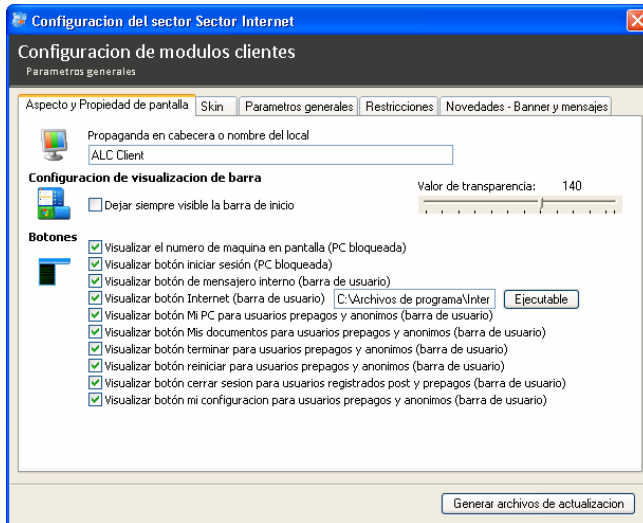 Configuracion del sector Sector Internet
Configuracion de modulos clientes
Parametros generales
Aspecto y Propiedad de pantalla
Skin
Parametros generales
Restricciones
Novedades - Banner y mensajes
Propaganda en cabecera o nombre del local
ALC Client
Configuracion de visualizacion de barra
Valor de transparencia: 140
Dejar siempre visible la barra de inicio
Botones
Visualizar el numero de maquina en pantalla (PC bloqueada)
Visualizar botón iniciar sesión (PC bloqueada)
Visualizar botón de mensajero interno (barra de usuario)
Visualizar botón Internet (barra de usuario) C:\Archivos de programa\Inter Ejecutable
Visualizar botón Mi PC para usuarios prepagos y anonimos (barra de usuario)
Visualizar botón Mis documentos para usuarios prepagos y anonimos (barra de usuario)
Visualizar botón terminar para usuarios prepagos y anonimos (barra de usuario)
Visualizar botón reiniciar para usuarios prepagos y anonimos (barra de usuario)
Visualizar botón cerrar sesion para usuarios registrados post y prepagos (barra de usuario)
Visualizar botón mi configuracion para usuarios prepagos y anonimos (barra de usuario)
Generar archivos de actualizacion